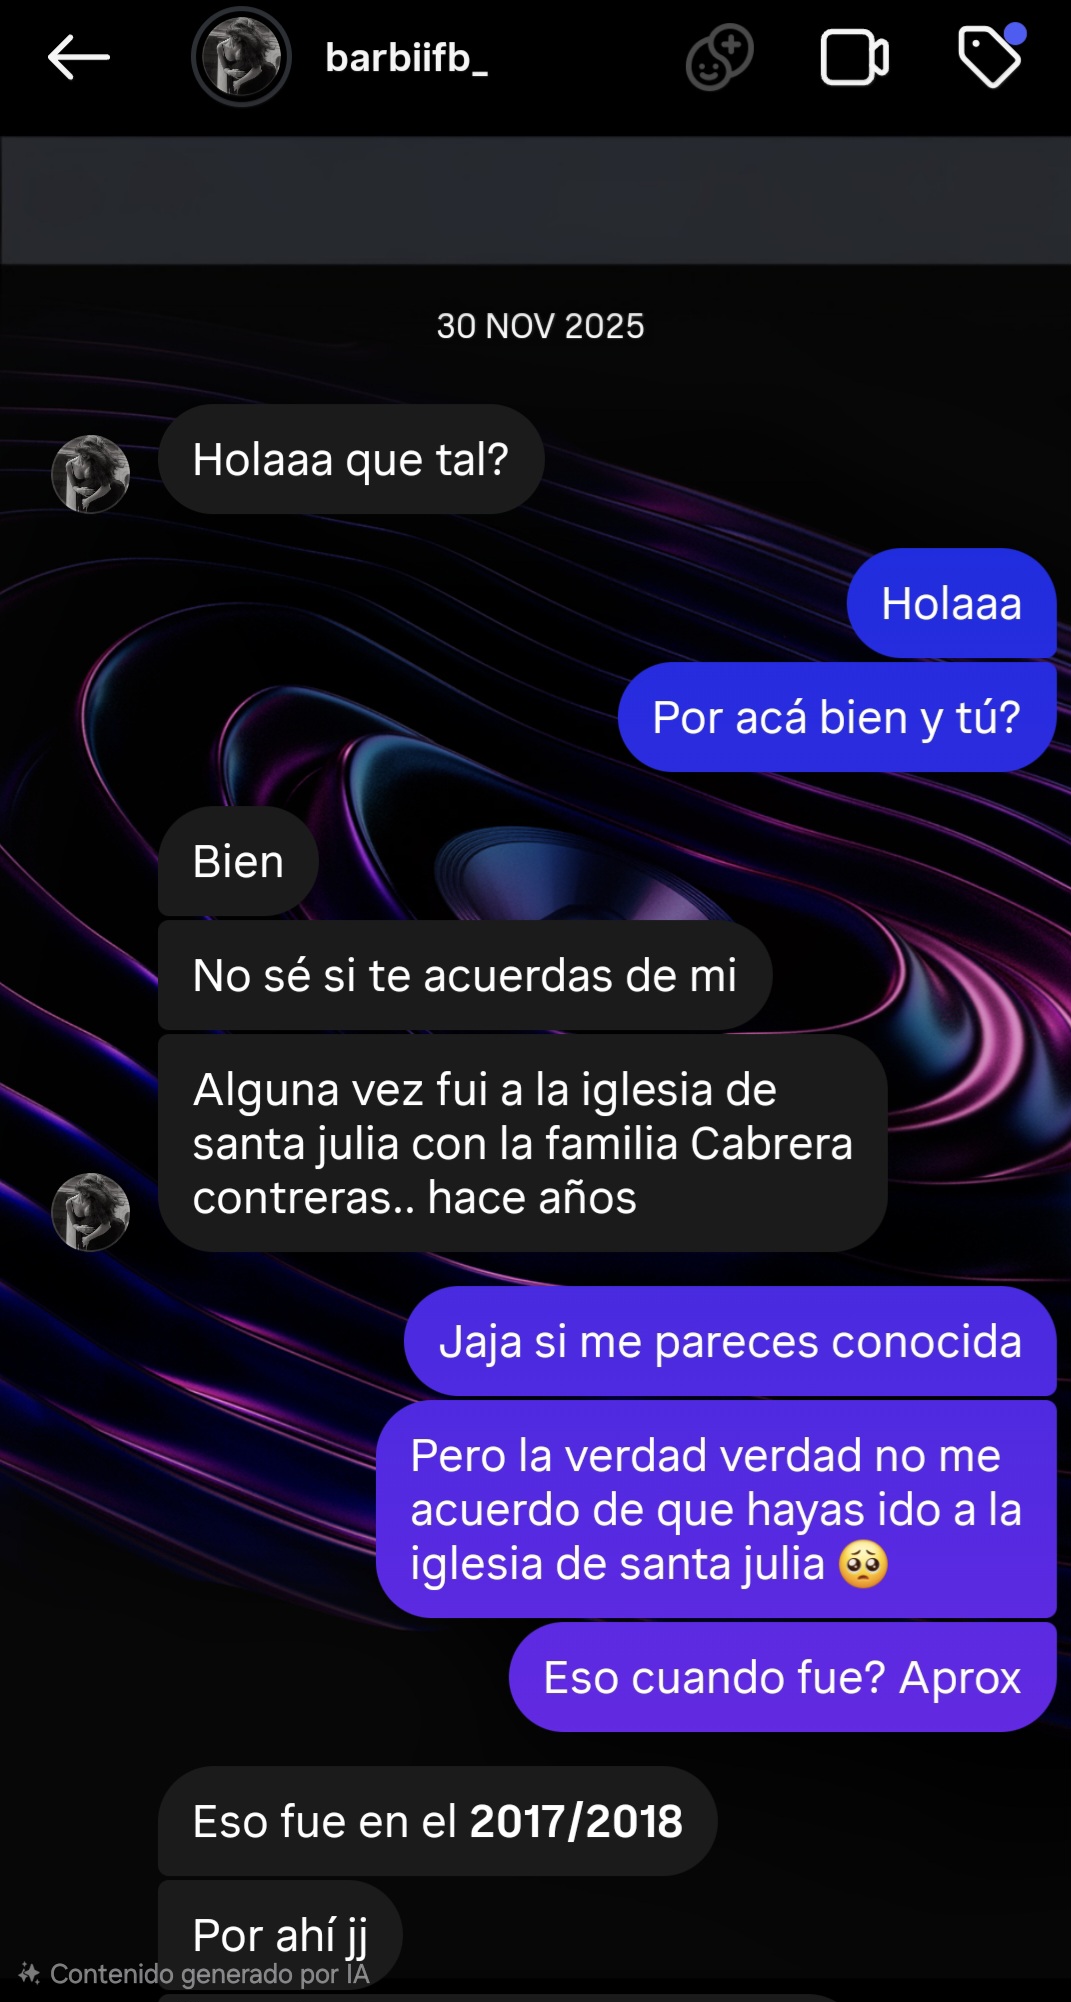 barbiifb_
30 NOV 2025
Holaaa que tal?
Holaaa
Por acá bien y tú?
Bien
No sé si te acuerdas de mi
Alguna vez fui a la iglesia de
santa julia con la familia Cabrera
contreras.. hace años
Jaja si me pareces conocida
Pero la verdad verdad no me
acuerdo de que hayas ido a la
iglesia de santa julia 🥺
Eso cuando fue? Aprox
Eso fue en el 2017/2018
Por ahí jj
Contenido generado por IA